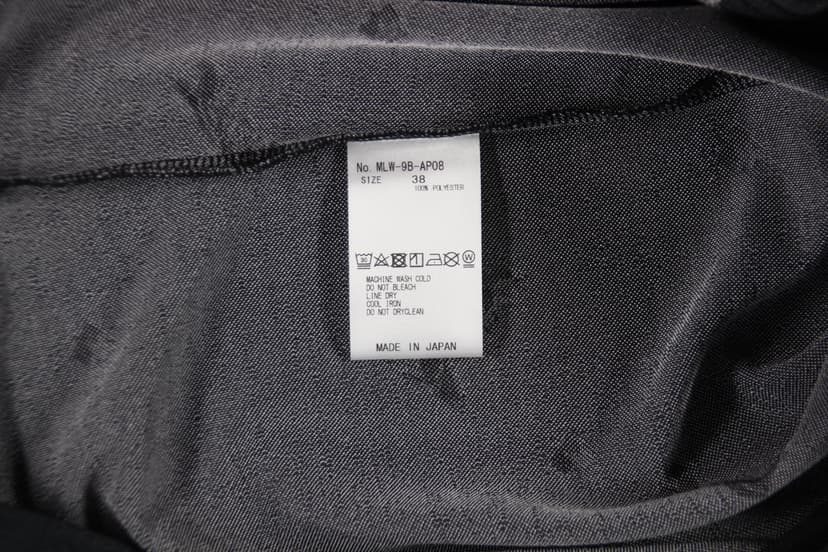 No. MLW-9B-AP08
SIZE 38
100% POLYESTER
MACHINE WASH COLD
DO NOT BLEACH
LINE DRY
COOL IRON
DO NOT DRYCLEAN
MADE IN JAPAN